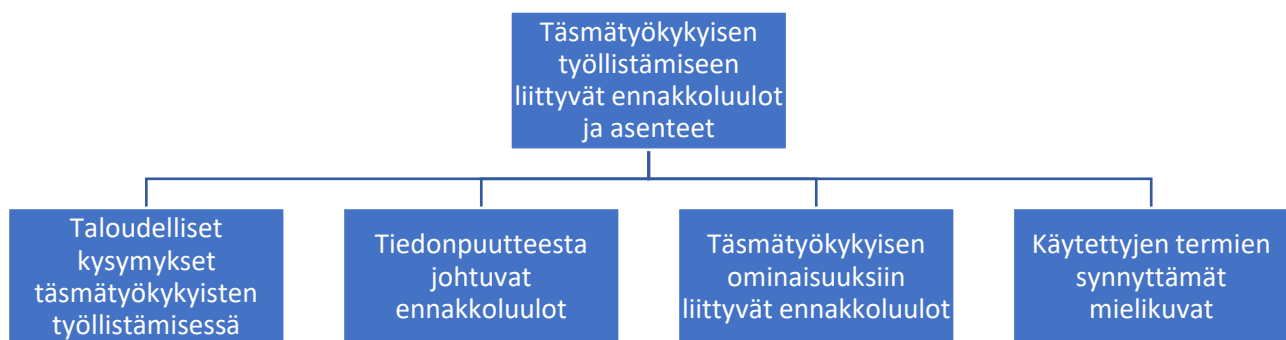 Täsmätyökykyisen
työllistämiseen
liittyvät ennakkoluulot
ja asenteet
Taloudelliset
kysymykset
täsmätyökykyisten
työllistämisessä
Tiedonpuutteesta
johtuvat
ennakkoluulot
Täsmätyökykyisen
ominaisuuksiin
liittyvät ennakkoluulot
Käytettyjen termien
synnyttämät
mielikuvat